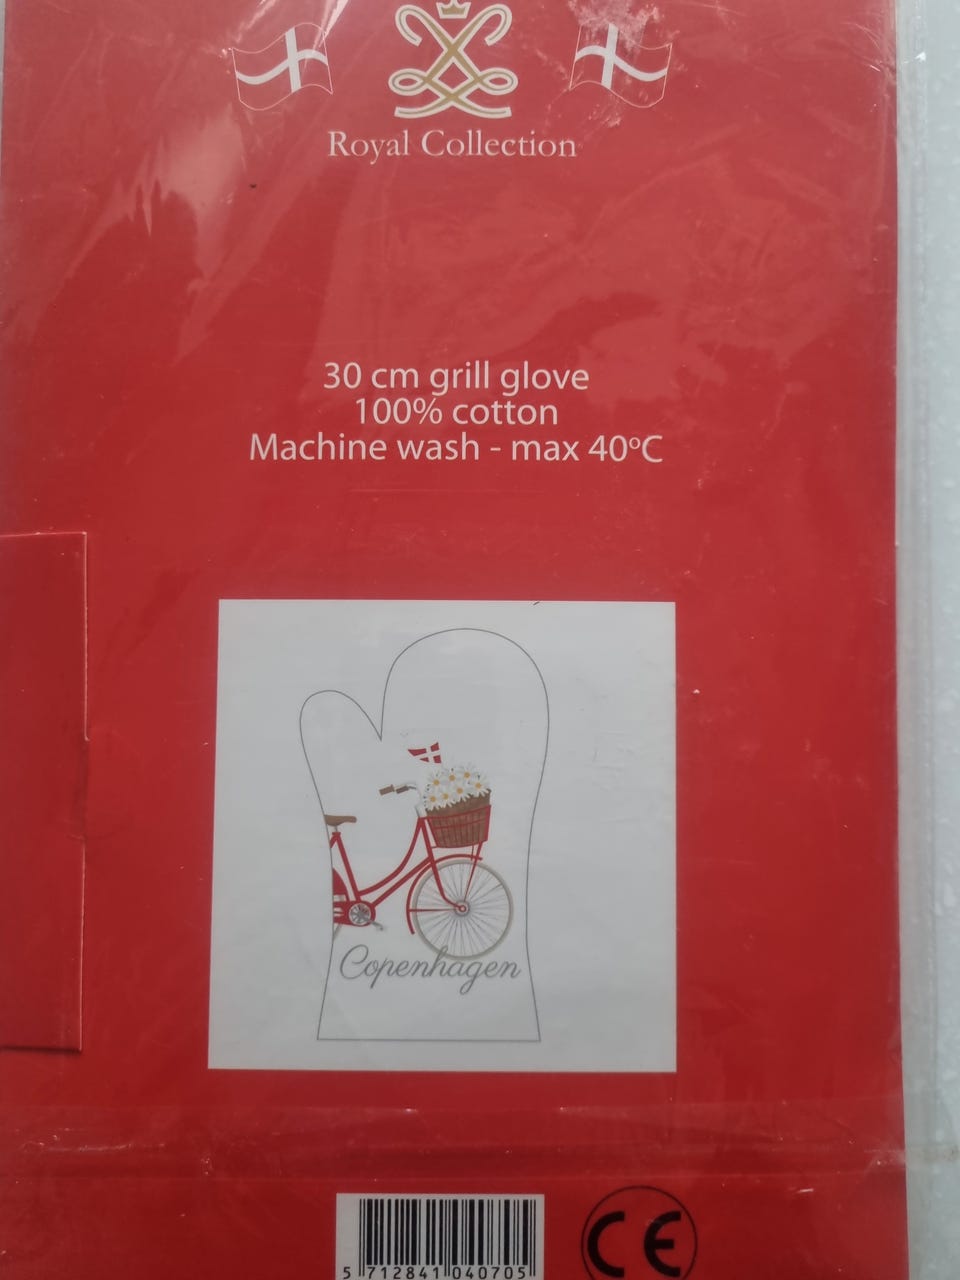 Royal Collection
30 cm grill glove
100% cotton
Machine wash - max 40°C
Copenhagen
5 712841 040705
CE